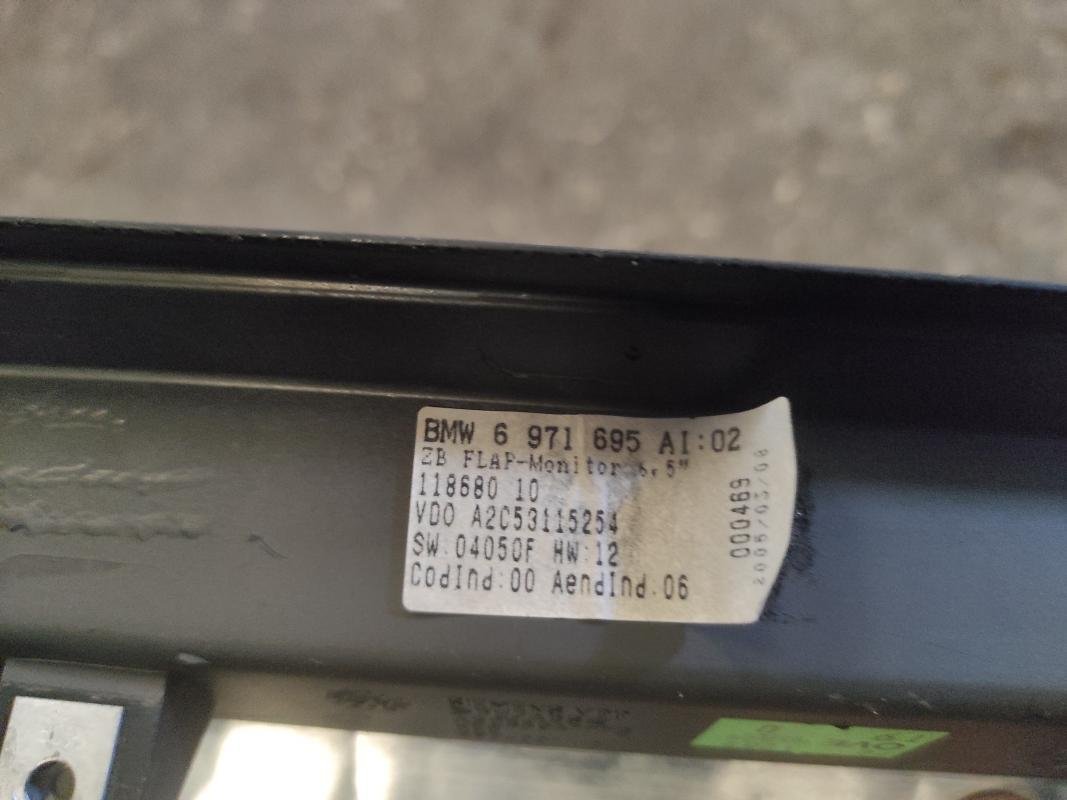 BMW 6 971 695 AI:02
ZB FLAP-Monitor 6,5"
118680 10
VDO A2C53115254
SW:04050F HW:12
CodInd:00 AendInd.06
000469
2005/03/08